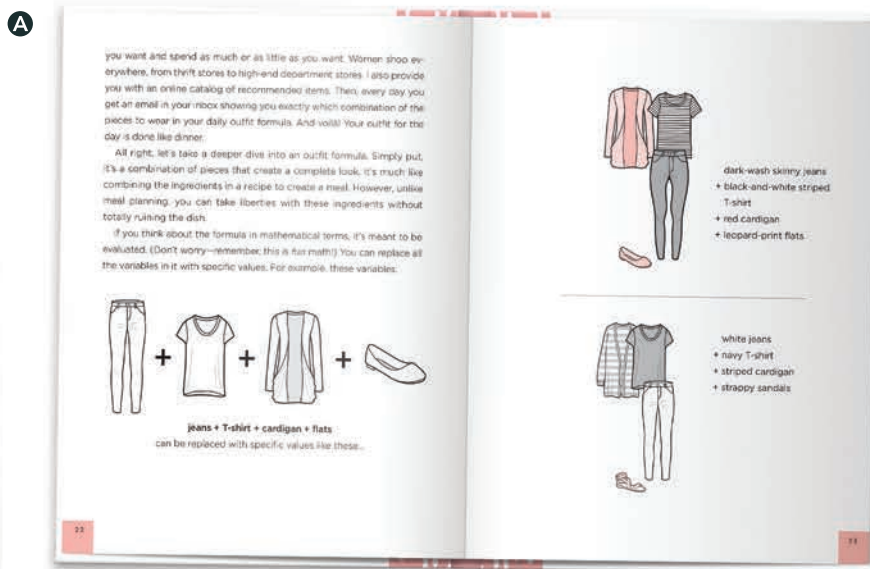 A
you want and spend as much or as little as you want. Women shop ev-
erywhere, from thrift stores to high-end department stores. I also provide
you with an online catalog of recommended items. Then, every day you
get an email in your inbox showing you exactly which combination of the
pieces to wear in your daily outfit formula. And voilà! Your outfit for the
day is done like dinner.
All right, let's take a deeper dive into an outfit formula. Simply put,
it's a combination of pieces that create a complete look. It's much like
combining the ingredients in a recipe to create a meal. However, unlike
meal planning, you can take liberties with these ingredients without
totally ruining the dish.
If you think about the formula in mathematical terms, it's meant to be
evaluated. (Don't worry—remember, this is fun math!) You can replace all
the variables in it with specific values. For example, these variables:
+ + +
jeans + T-shirt + cardigan + flats
can be replaced with specific values like these...
22
dark-wash skinny jeans
+ black-and-white striped
T-shirt
+ red cardigan
+ leopard-print flats
white jeans
+ navy T-shirt
+ striped cardigan
+ strappy sandals
23